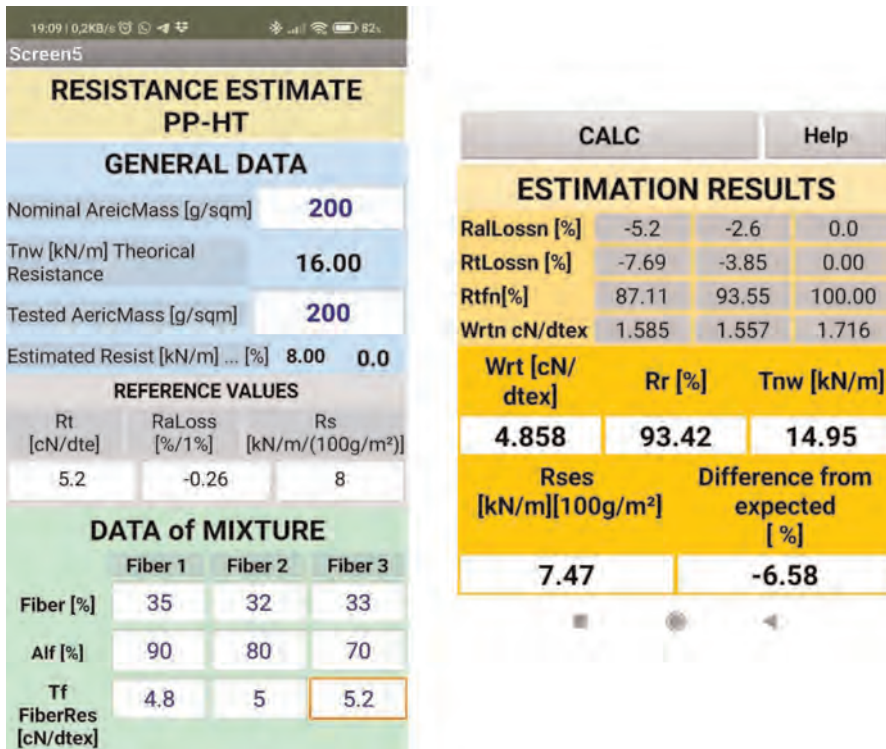 19:09 | 0,2KB/s
82%
Screen5
RESISTANCE ESTIMATE
PP-HT
GENERAL DATA
Nominal AreicMass [g/sqm] 200
Tnw [kN/m] Theorical
Resistance
16.00
Tested AericMass [g/sqm] 200
Estimated Resist [kN/m] ... [%] 8.00 0.0
REFERENCE VALUES
Rt RaLoss Rs
[cN/dte] [%/1%] [kN/m/(100g/m²)]
5.2 -0.26 8
DATA of MIXTURE
Fiber 1 Fiber 2 Fiber 3
Fiber [%] 35 32 33
Alf [%] 90 80 70
Tf
FiberRes
[cN/dtex]
4.8 5 5.2
CALC Help
ESTIMATION RESULTS
RalLossn [%] -5.2 -2.6 0.0
RtLossn [%] -7.69 -3.85 0.00
Rtfn[%] 87.11 93.55 100.00
Wrtn cN/dtex 1.585 1.557 1.716
Wrt [cN/
dtex]
Rr [%] Tnw [kN/m]
4.858 93.42 14.95
Rses
[kN/m][100g/m²]
Difference from
expected
[ %]
7.47 -6.58